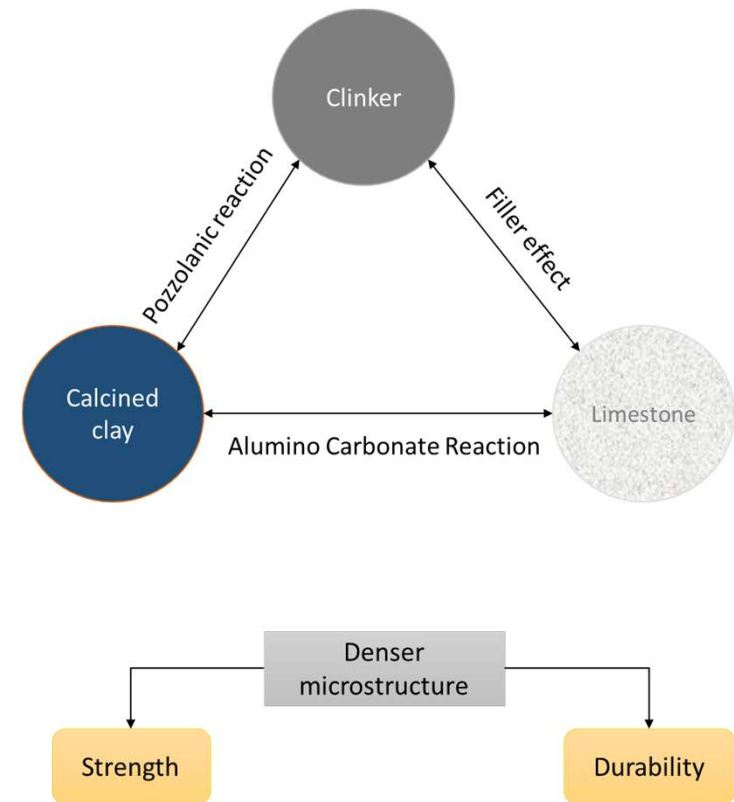 Clinker
Pozzolanic reaction
Filler effect
Calcined
clay
Limestone
Alumino Carbonate Reaction
Denser
microstructure
Strength
Durability